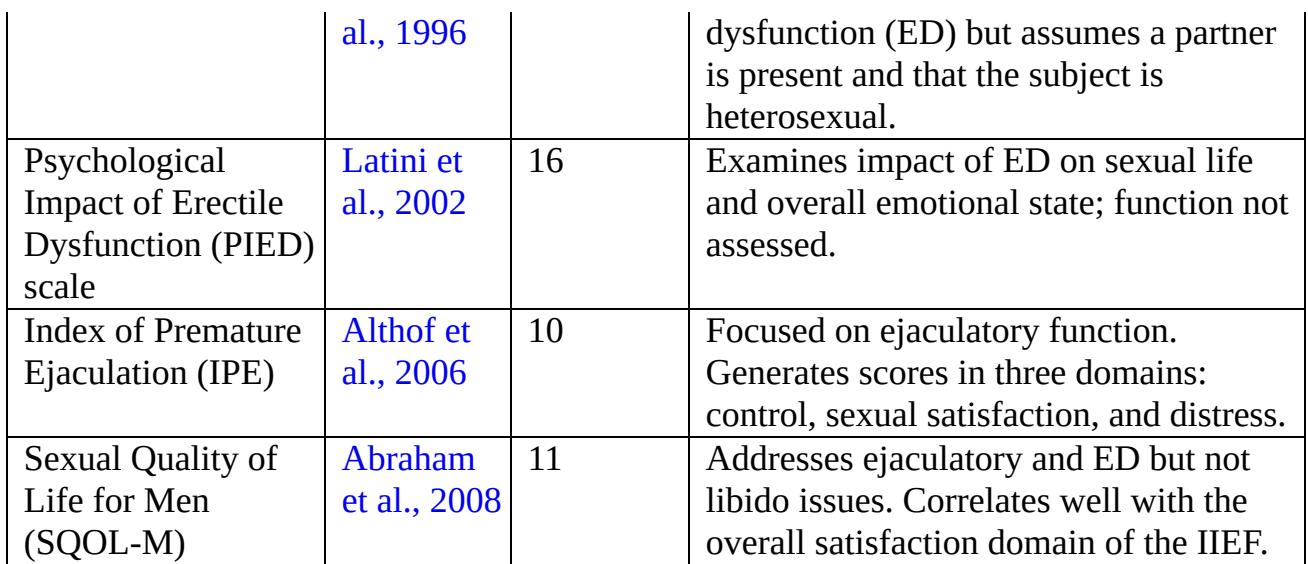 al., 1996
dysfunction (ED) but assumes a partner
is present and that the subject is
heterosexual.
Psychological
Impact of Erectile
Dysfunction (PIED)
scale
Latini et
al., 2002
16
Examines impact of ED on sexual life
and overall emotional state; function not
assessed.
Index of Premature
Ejaculation (IPE)
Althof et
al., 2006
10
Focused on ejaculatory function.
Generates scores in three domains:
control, sexual satisfaction, and distress.
Sexual Quality of
Life for Men
(SQOL-M)
Abraham
et al., 2008
11
Addresses ejaculatory and ED but not
libido issues. Correlates well with the
overall satisfaction domain of the IIEF.